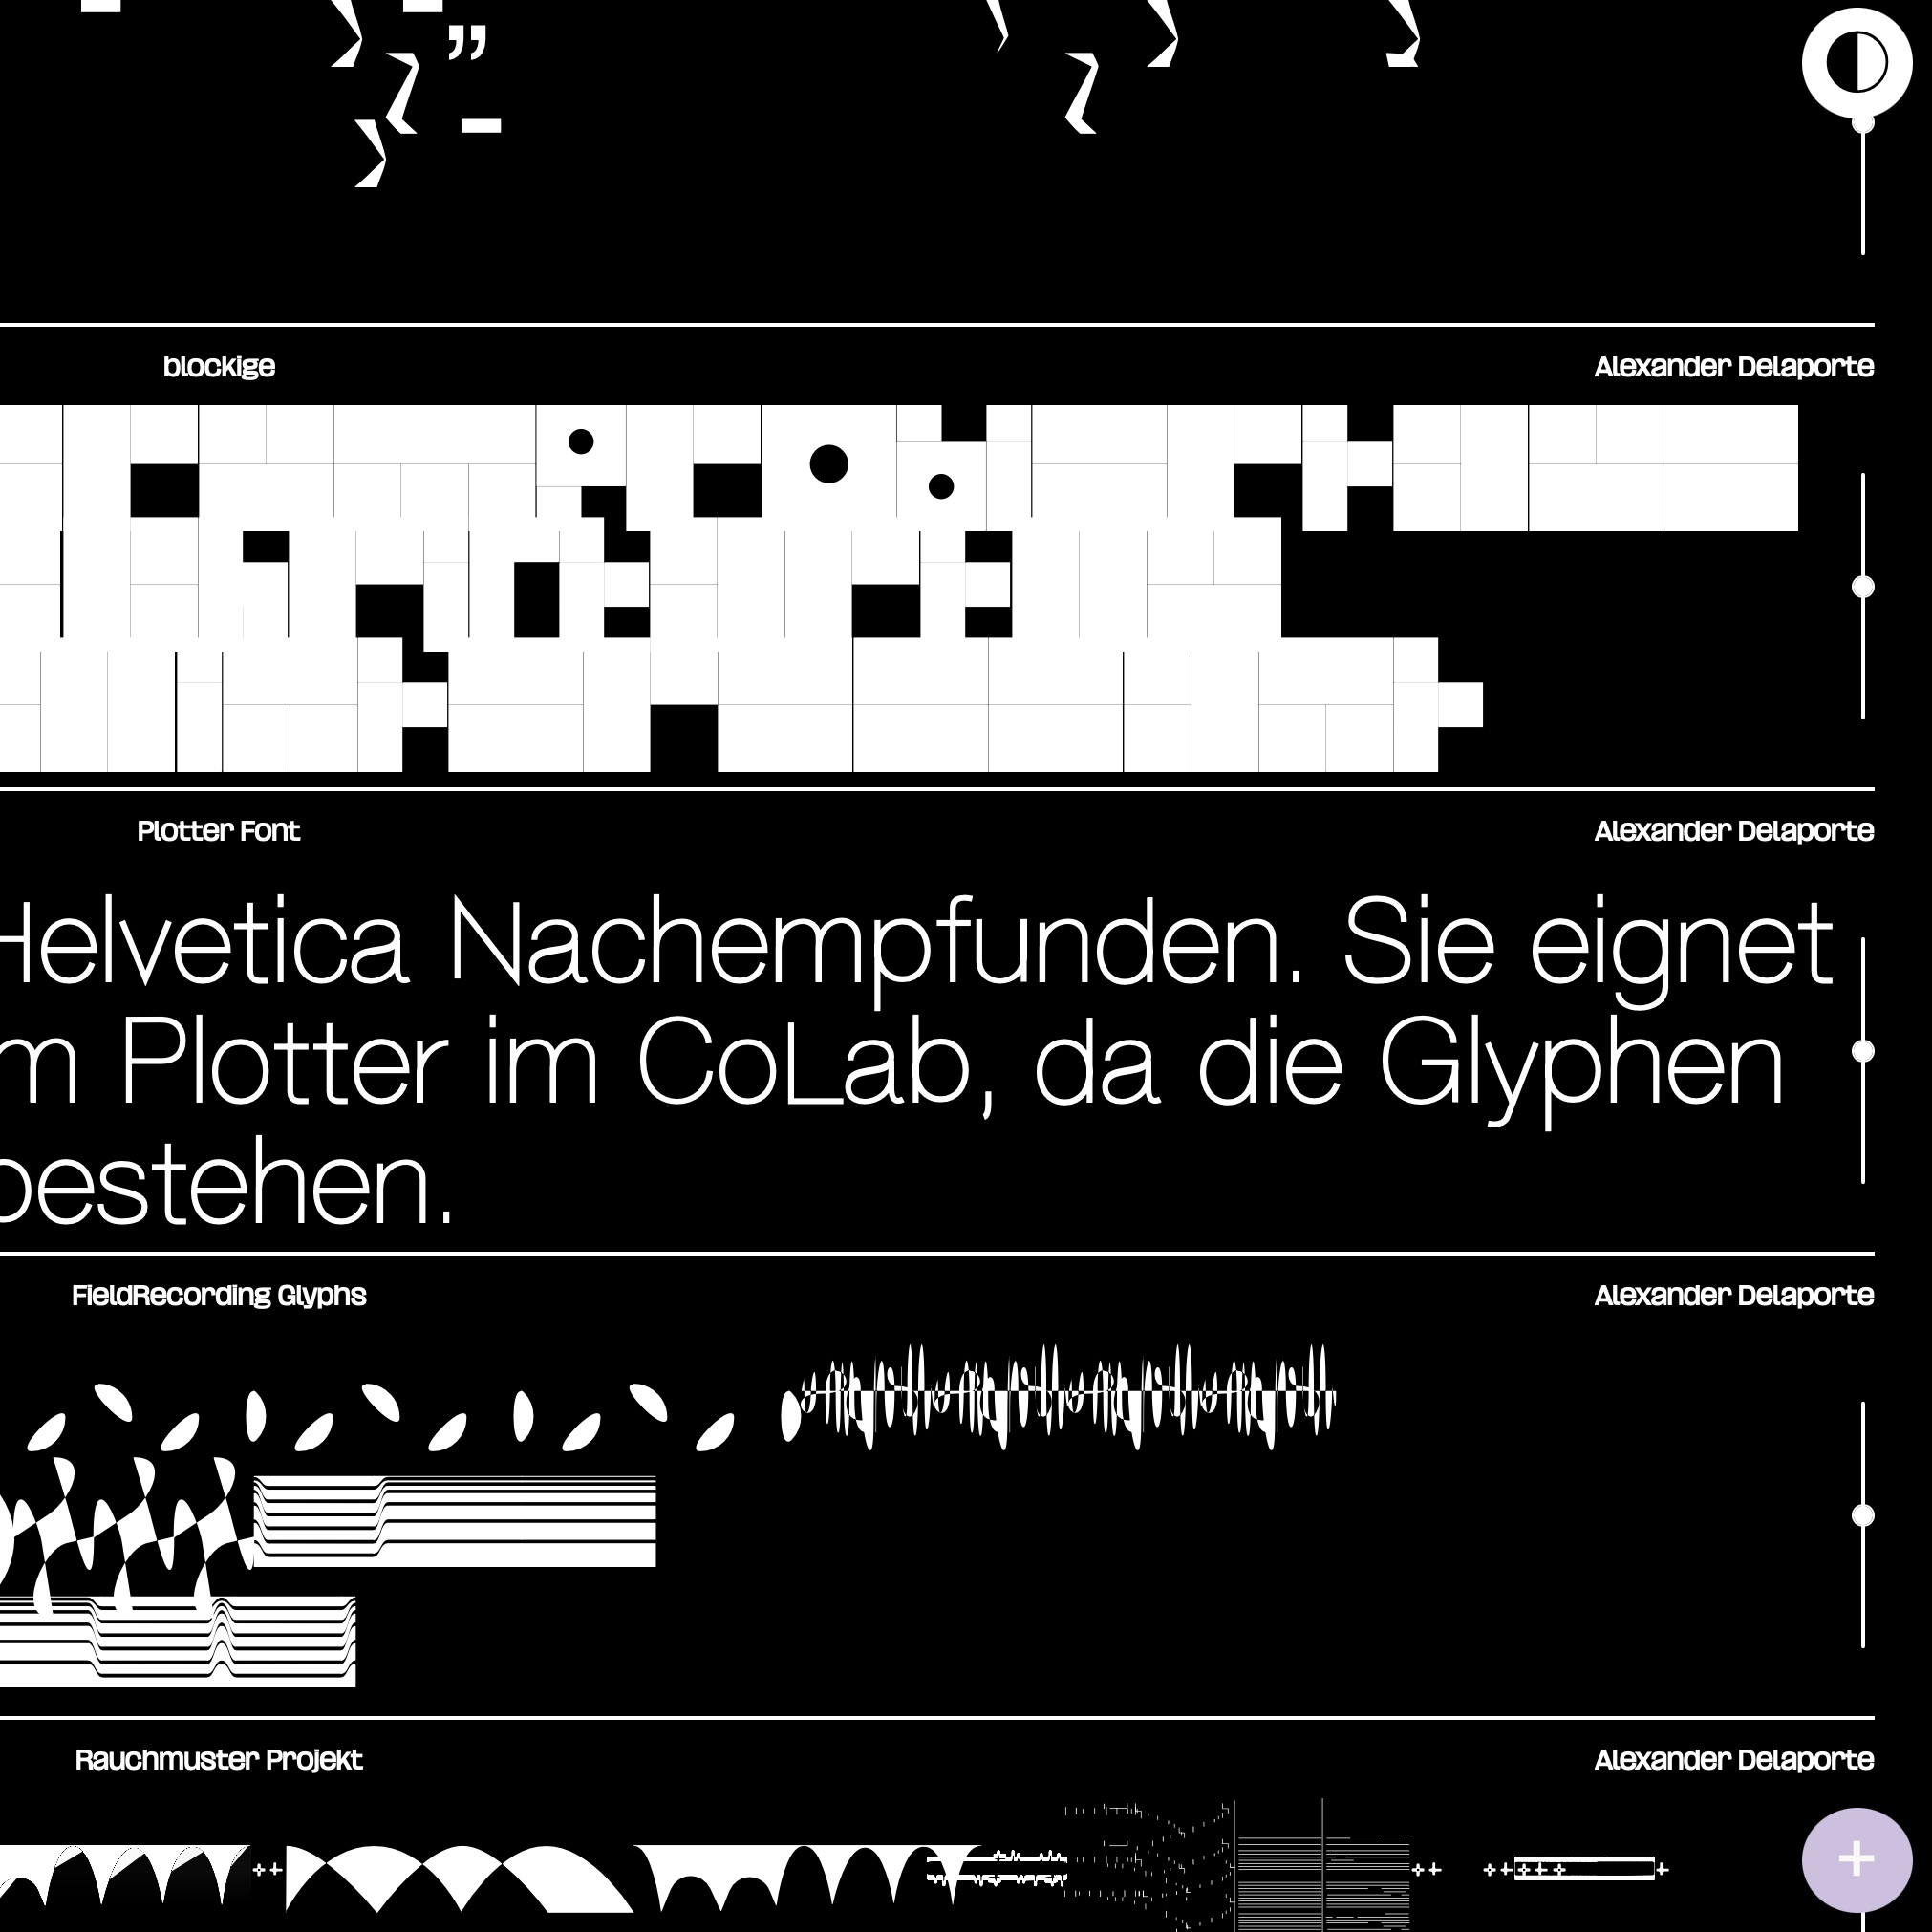 blockige
Alexander Delaporte
Plotter Font
Alexander Delaporte
Helvetica Nachempfunden. Sie eignet
m Plotter im CoLab, da die Glyphen
bestehen.
FieldRecording Glyphs
Alexander Delaporte
Rauchmuster Projekt
Alexander Delaporte